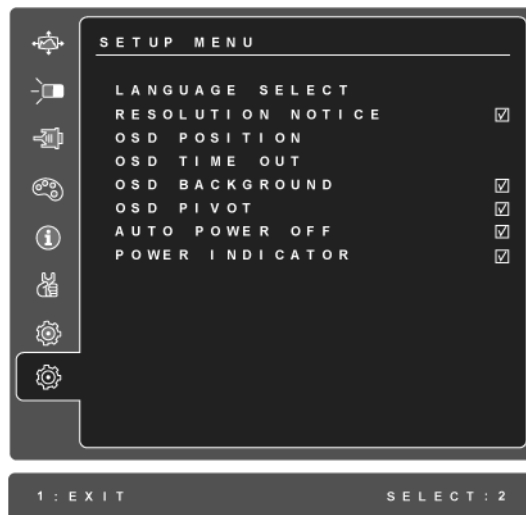 SETUP MENU
LANGUAGE SELECT
RESOLUTION NOTICE
OSD POSITION
OSD TIME OUT
OSD BACKGROUND
OSD PIVOT
AUTO POWER OFF
POWER INDICATOR
1:EXIT SELECT:2